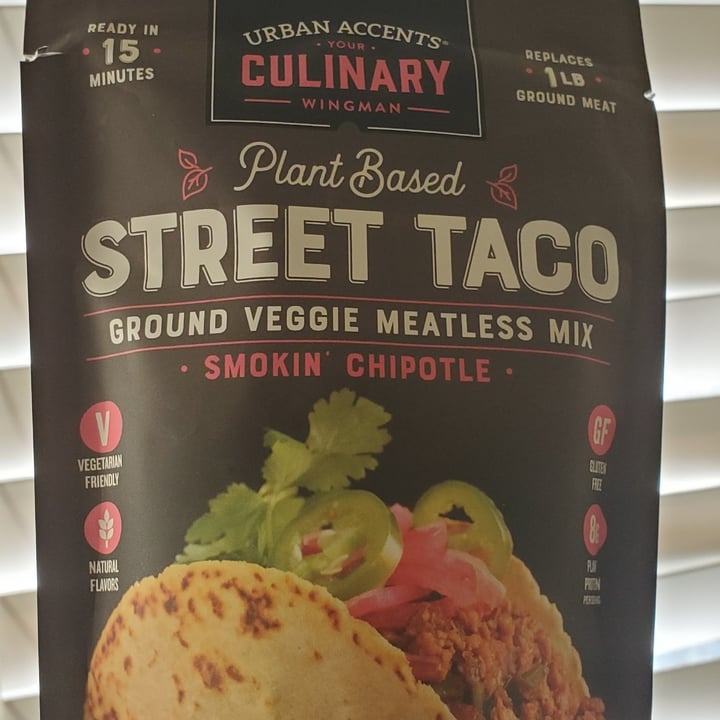 READY IN
15
MINUTES
URBAN ACCENTS®
· YOUR ·
CULINARY
WINGMAN
REPLACES
1 LB
GROUND MEAT
Plant Based
STREET TACO
GROUND VEGGIE MEATLESS MIX
· SMOKIN' CHIPOTLE ·
V
VEGETARIAN
FRIENDLY
NATURAL
FLAVORS
GF
GLUTEN
FREE
8g
PROTEIN